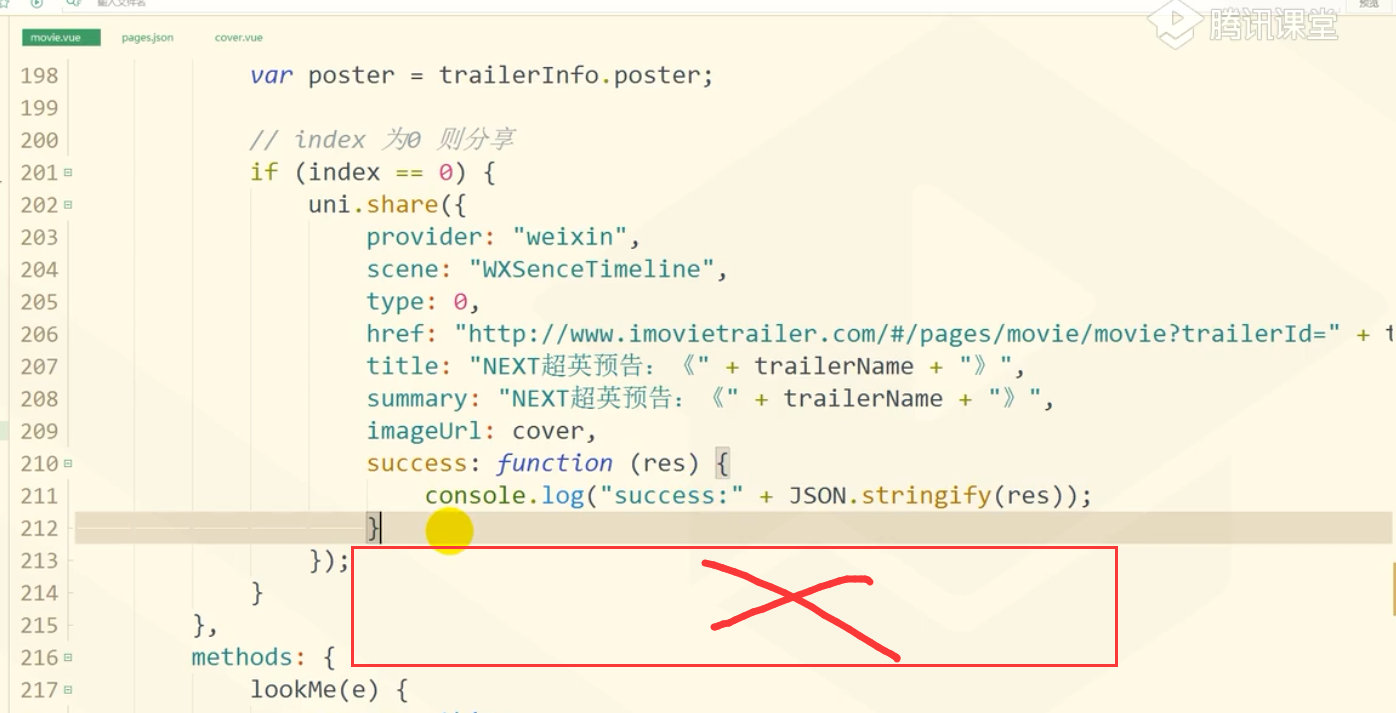 输入文件名
预览
腾讯课堂
movie.vue pages.json cover.vue
198 var poster = trailerInfo.poster;
199
200 // index 为0 则分享
201 if (index == 0) {
202 uni.share({
203 provider: "weixin",
204 scene: "WXSenceTimeline",
205 type: 0,
206 href: "http://www.imovietrailer.com/#/pages/movie/movie?trailerId=" + t
207 title: "NEXT超英预告：《" + trailerName + "》",
208 summary: "NEXT超英预告：《" + trailerName + "》",
209 imageUrl: cover,
210 success: function (res) {
211 console.log("success:" + JSON.stringify(res));
212 }
213 });
214 }
215 },
216 methods: {
217 lookMe(e) {